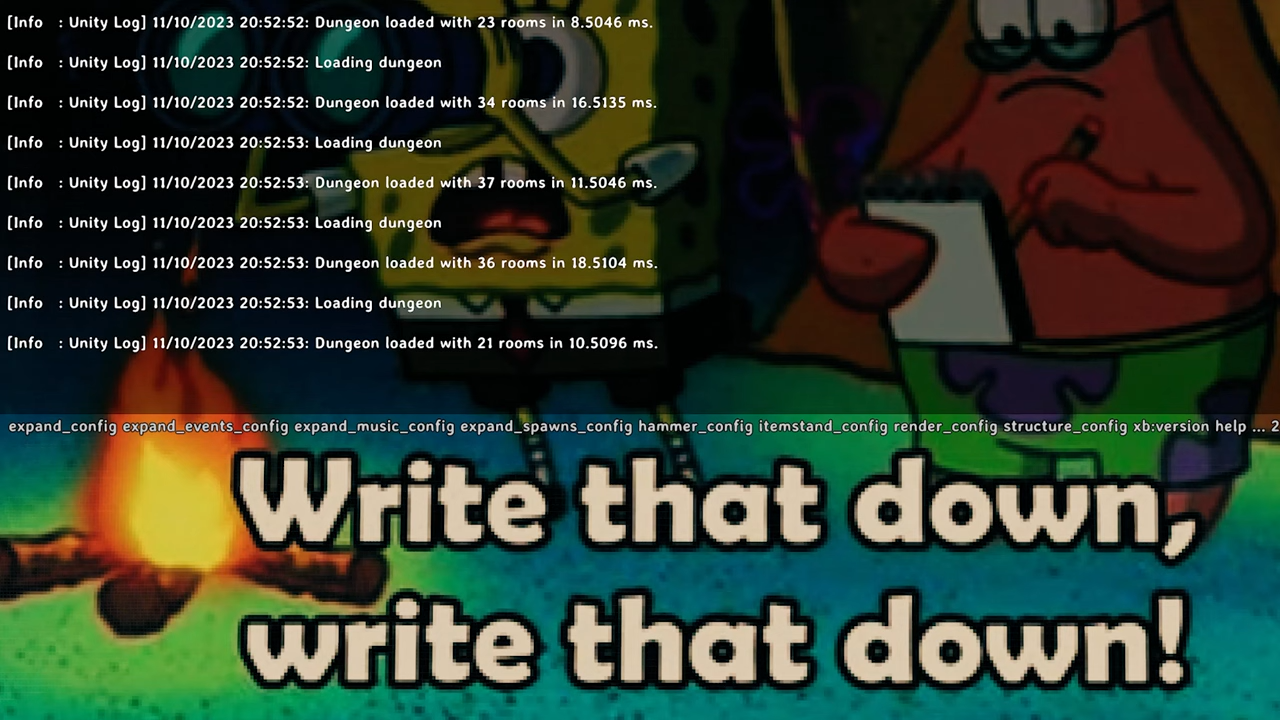 [Info   : Unity Log] 11/10/2023 20:52:52: Dungeon loaded with 23 rooms in 8.5046 ms.
[Info   : Unity Log] 11/10/2023 20:52:52: Loading dungeon
[Info   : Unity Log] 11/10/2023 20:52:52: Dungeon loaded with 34 rooms in 16.5135 ms.
[Info   : Unity Log] 11/10/2023 20:52:53: Loading dungeon
[Info   : Unity Log] 11/10/2023 20:52:53: Dungeon loaded with 37 rooms in 11.5046 ms.
[Info   : Unity Log] 11/10/2023 20:52:53: Loading dungeon
[Info   : Unity Log] 11/10/2023 20:52:53: Dungeon loaded with 36 rooms in 18.5104 ms.
[Info   : Unity Log] 11/10/2023 20:52:53: Loading dungeon
[Info   : Unity Log] 11/10/2023 20:52:53: Dungeon loaded with 21 rooms in 10.5096 ms.
expand_config expand_events_config expand_music_config expand_spawns_config hammer_config itemstand_config render_config structure_config xb:version help ... 2
Write that down,
write that down!